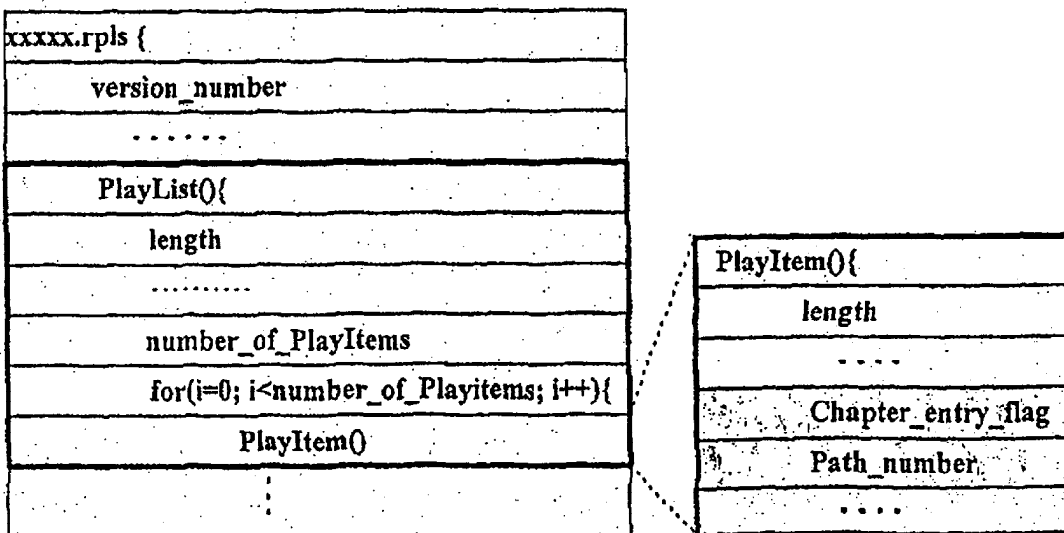 xxxxx.rpls {
version_number
......
PlayList(){
length
..........
number_of_PlayItems
for(i=0; i<number_of_Playitems; i++){
PlayItem()
PlayItem(){
length
....
Chapter_entry_flag
Path_number
....